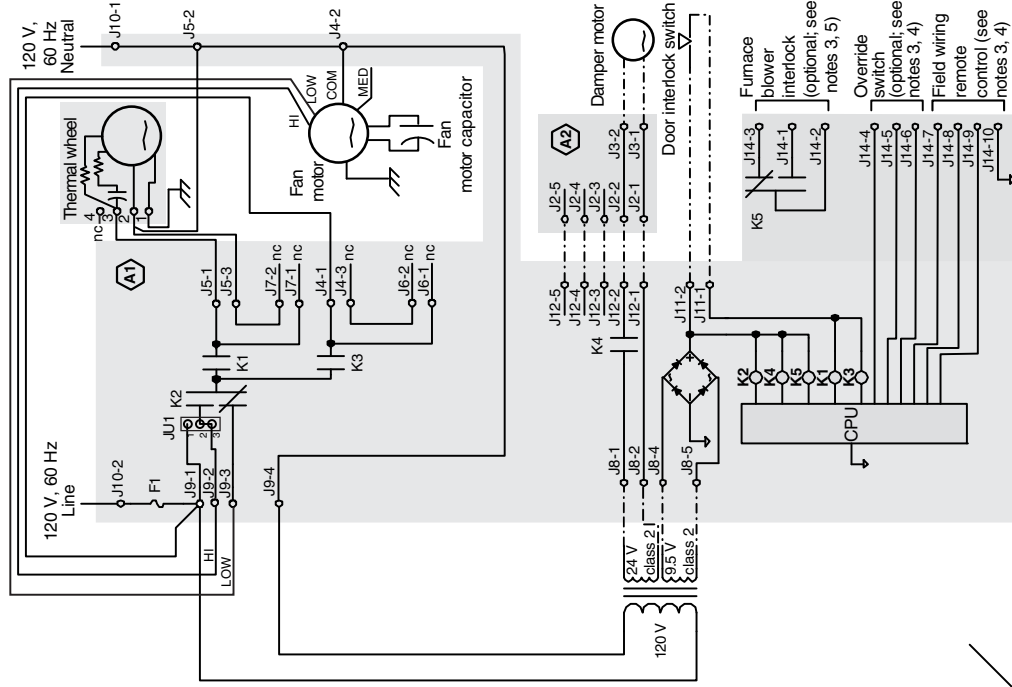 120 V,
60 Hz
Neutral
J10-1
J5-2
J4-2
Thermal wheel
nc
4
3
2
1
HI
LOW
COM
MED
Fan
motor
Fan
motor capacitor
A1
J5-1
J5-3
J7-2 nc
J7-1 nc
J4-1
J4-3 nc
J6-2 nc
J6-1 nc
K1
K3
K2
JU1
1
2
3
120 V, 60 Hz
Line
J10-2
F1
J9-1
J9-2
J9-3
J9-4
HI
LOW
Damper motor
Door interlock switch
A2
J3-2
J3-1
J2-5
J2-4
J2-3
J2-2
J2-1
J12-5
J12-4
J12-3
J12-2
J12-1
K4
J11-2
J11-1
J8-1
J8-2
J8-4
J8-5
24 V
class 2
9.5 V
class 2
120 V
K2
K4
K5
K1
K3
CPU
Furnace
blower
interlock
(optional; see
notes 3, 5)
J14-3
J14-1
J14-2
K5
Override
switch
(optional; see
notes 3, 4)
Field wiring
remote
control (see
notes 3, 4)
J14-4
J14-5
J14-6
J14-7
J14-8
J14-9
J14-10